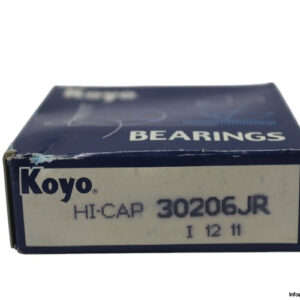 Koyo
BEARINGS
Koyo®
HI-CAP 30206JR
I 12 11